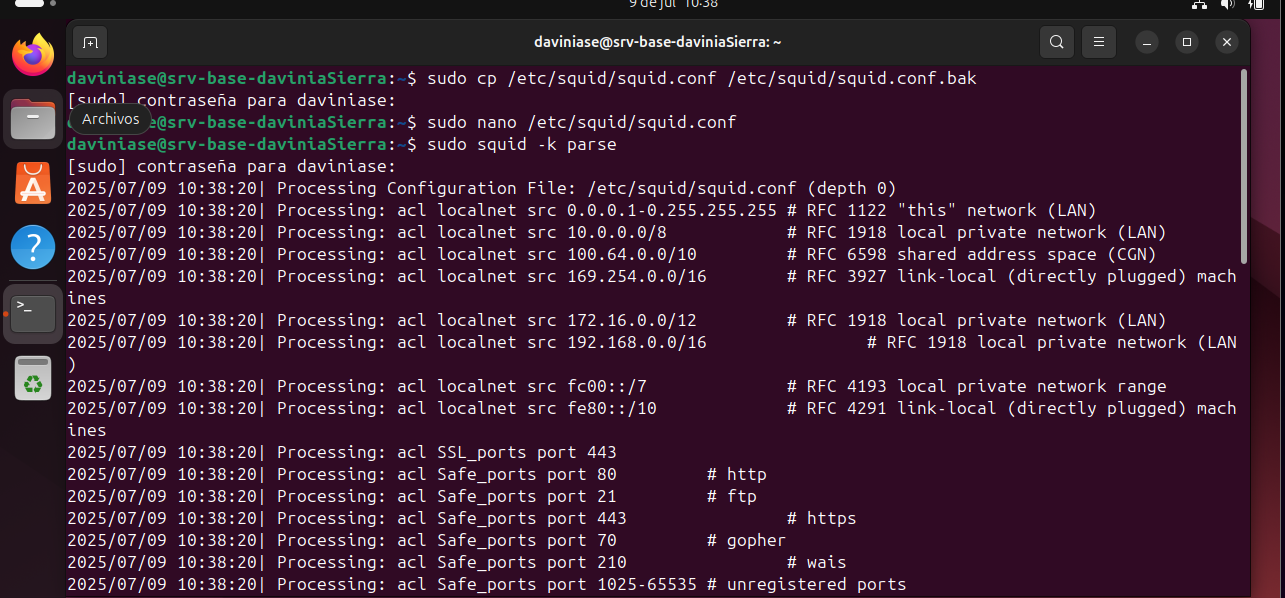 9 de jul 10:38
daviniase@srv-base-daviniaSierra: ~
daviniase@srv-base-daviniaSierra:~$ sudo cp /etc/squid/squid.conf /etc/squid/squid.conf.bak
[sudo] contraseña para daviniase:
Archivos
@srv-base-daviniaSierra:~$ sudo nano /etc/squid/squid.conf
daviniase@srv-base-daviniaSierra:~$ sudo squid -k parse
[sudo] contraseña para daviniase:
2025/07/09 10:38:20| Processing Configuration File: /etc/squid/squid.conf (depth 0)
2025/07/09 10:38:20| Processing: acl localnet src 0.0.0.1-0.255.255.255 # RFC 1122 "this" network (LAN)
2025/07/09 10:38:20| Processing: acl localnet src 10.0.0.0/8 # RFC 1918 local private network (LAN)
2025/07/09 10:38:20| Processing: acl localnet src 100.64.0.0/10 # RFC 6598 shared address space (CGN)
2025/07/09 10:38:20| Processing: acl localnet src 169.254.0.0/16 # RFC 3927 link-local (directly plugged) mach
ines
2025/07/09 10:38:20| Processing: acl localnet src 172.16.0.0/12 # RFC 1918 local private network (LAN)
2025/07/09 10:38:20| Processing: acl localnet src 192.168.0.0/16 # RFC 1918 local private network (LAN
)
2025/07/09 10:38:20| Processing: acl localnet src fc00::/7 # RFC 4193 local private network range
2025/07/09 10:38:20| Processing: acl localnet src fe80::/10 # RFC 4291 link-local (directly plugged) mach
ines
2025/07/09 10:38:20| Processing: acl SSL_ports port 443
2025/07/09 10:38:20| Processing: acl Safe_ports port 80 # http
2025/07/09 10:38:20| Processing: acl Safe_ports port 21 # ftp
2025/07/09 10:38:20| Processing: acl Safe_ports port 443 # https
2025/07/09 10:38:20| Processing: acl Safe_ports port 70 # gopher
2025/07/09 10:38:20| Processing: acl Safe_ports port 210 # wais
2025/07/09 10:38:20| Processing: acl Safe_ports port 1025-65535 # unregistered ports